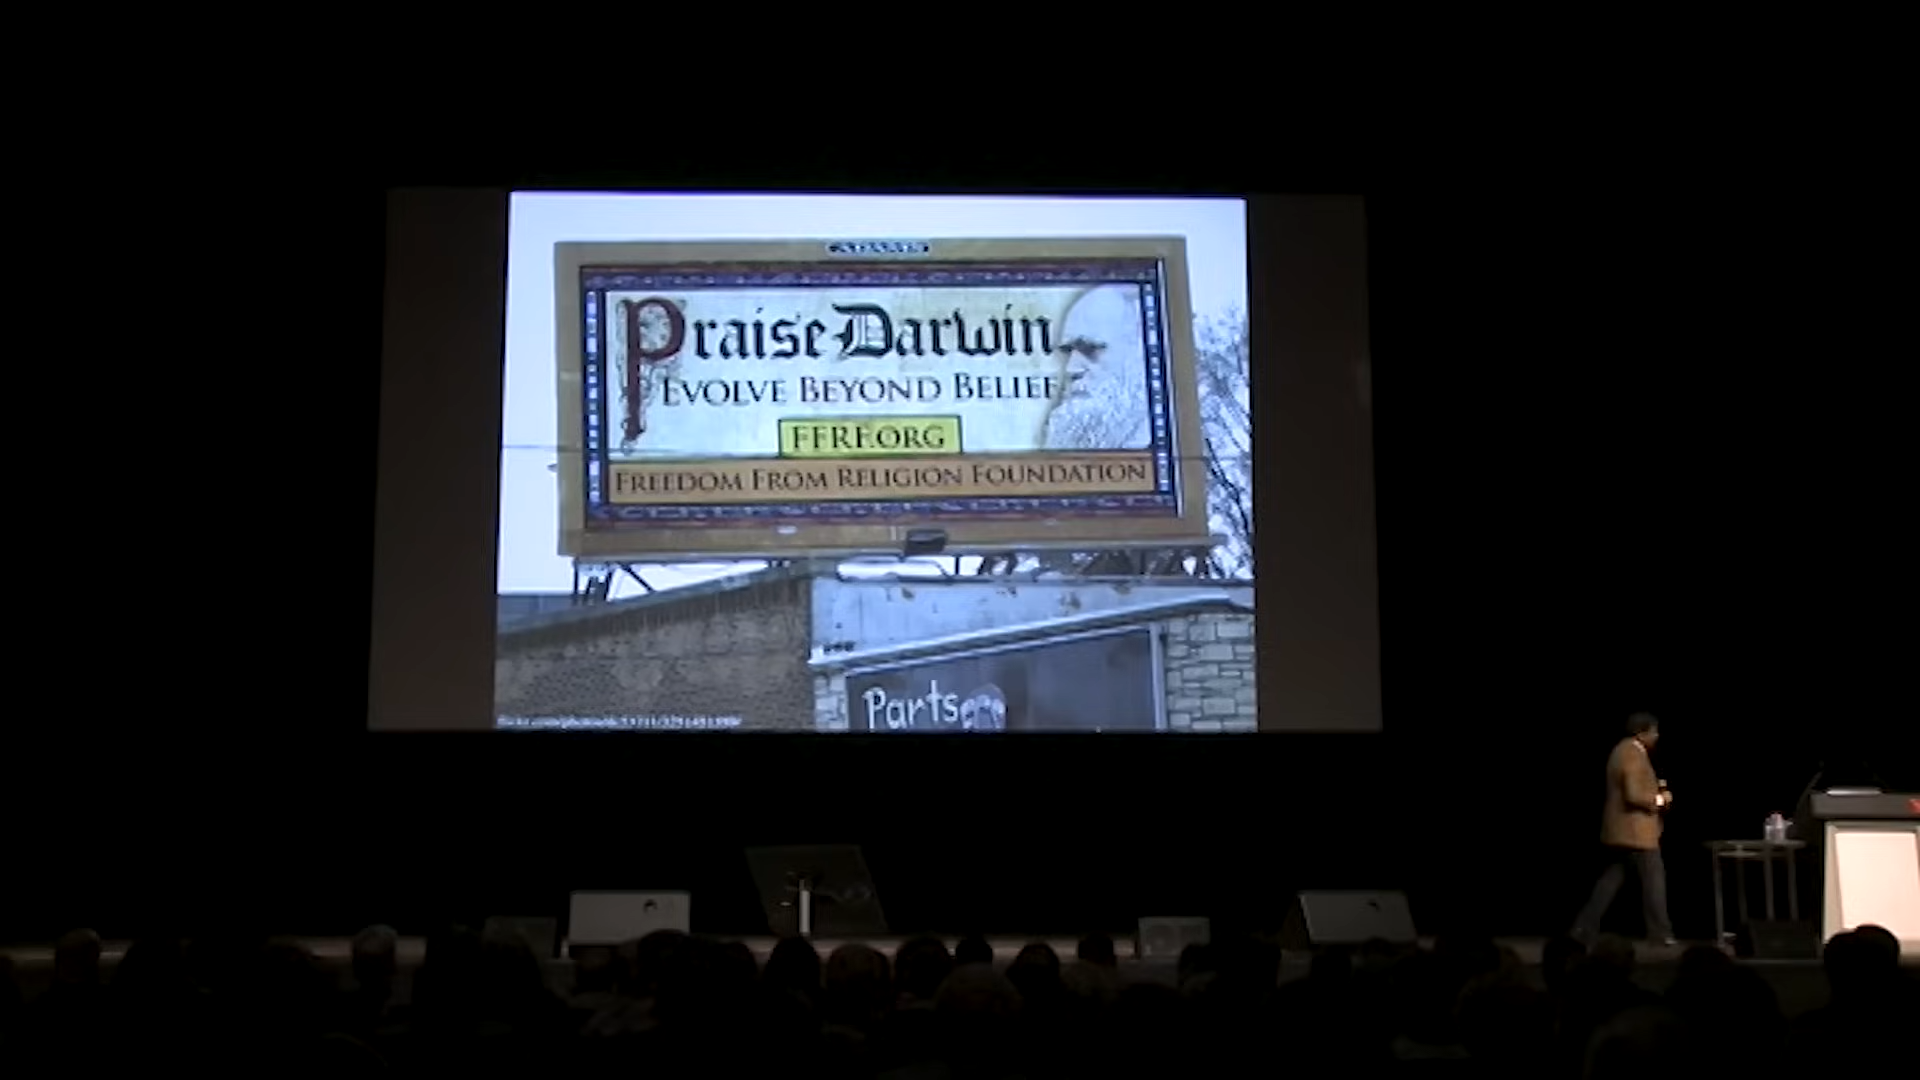 Praise Darwin
EVOLVE BEYOND BELIEF
FFRF.ORG
FREEDOM FROM RELIGION FOUNDATION
Parts